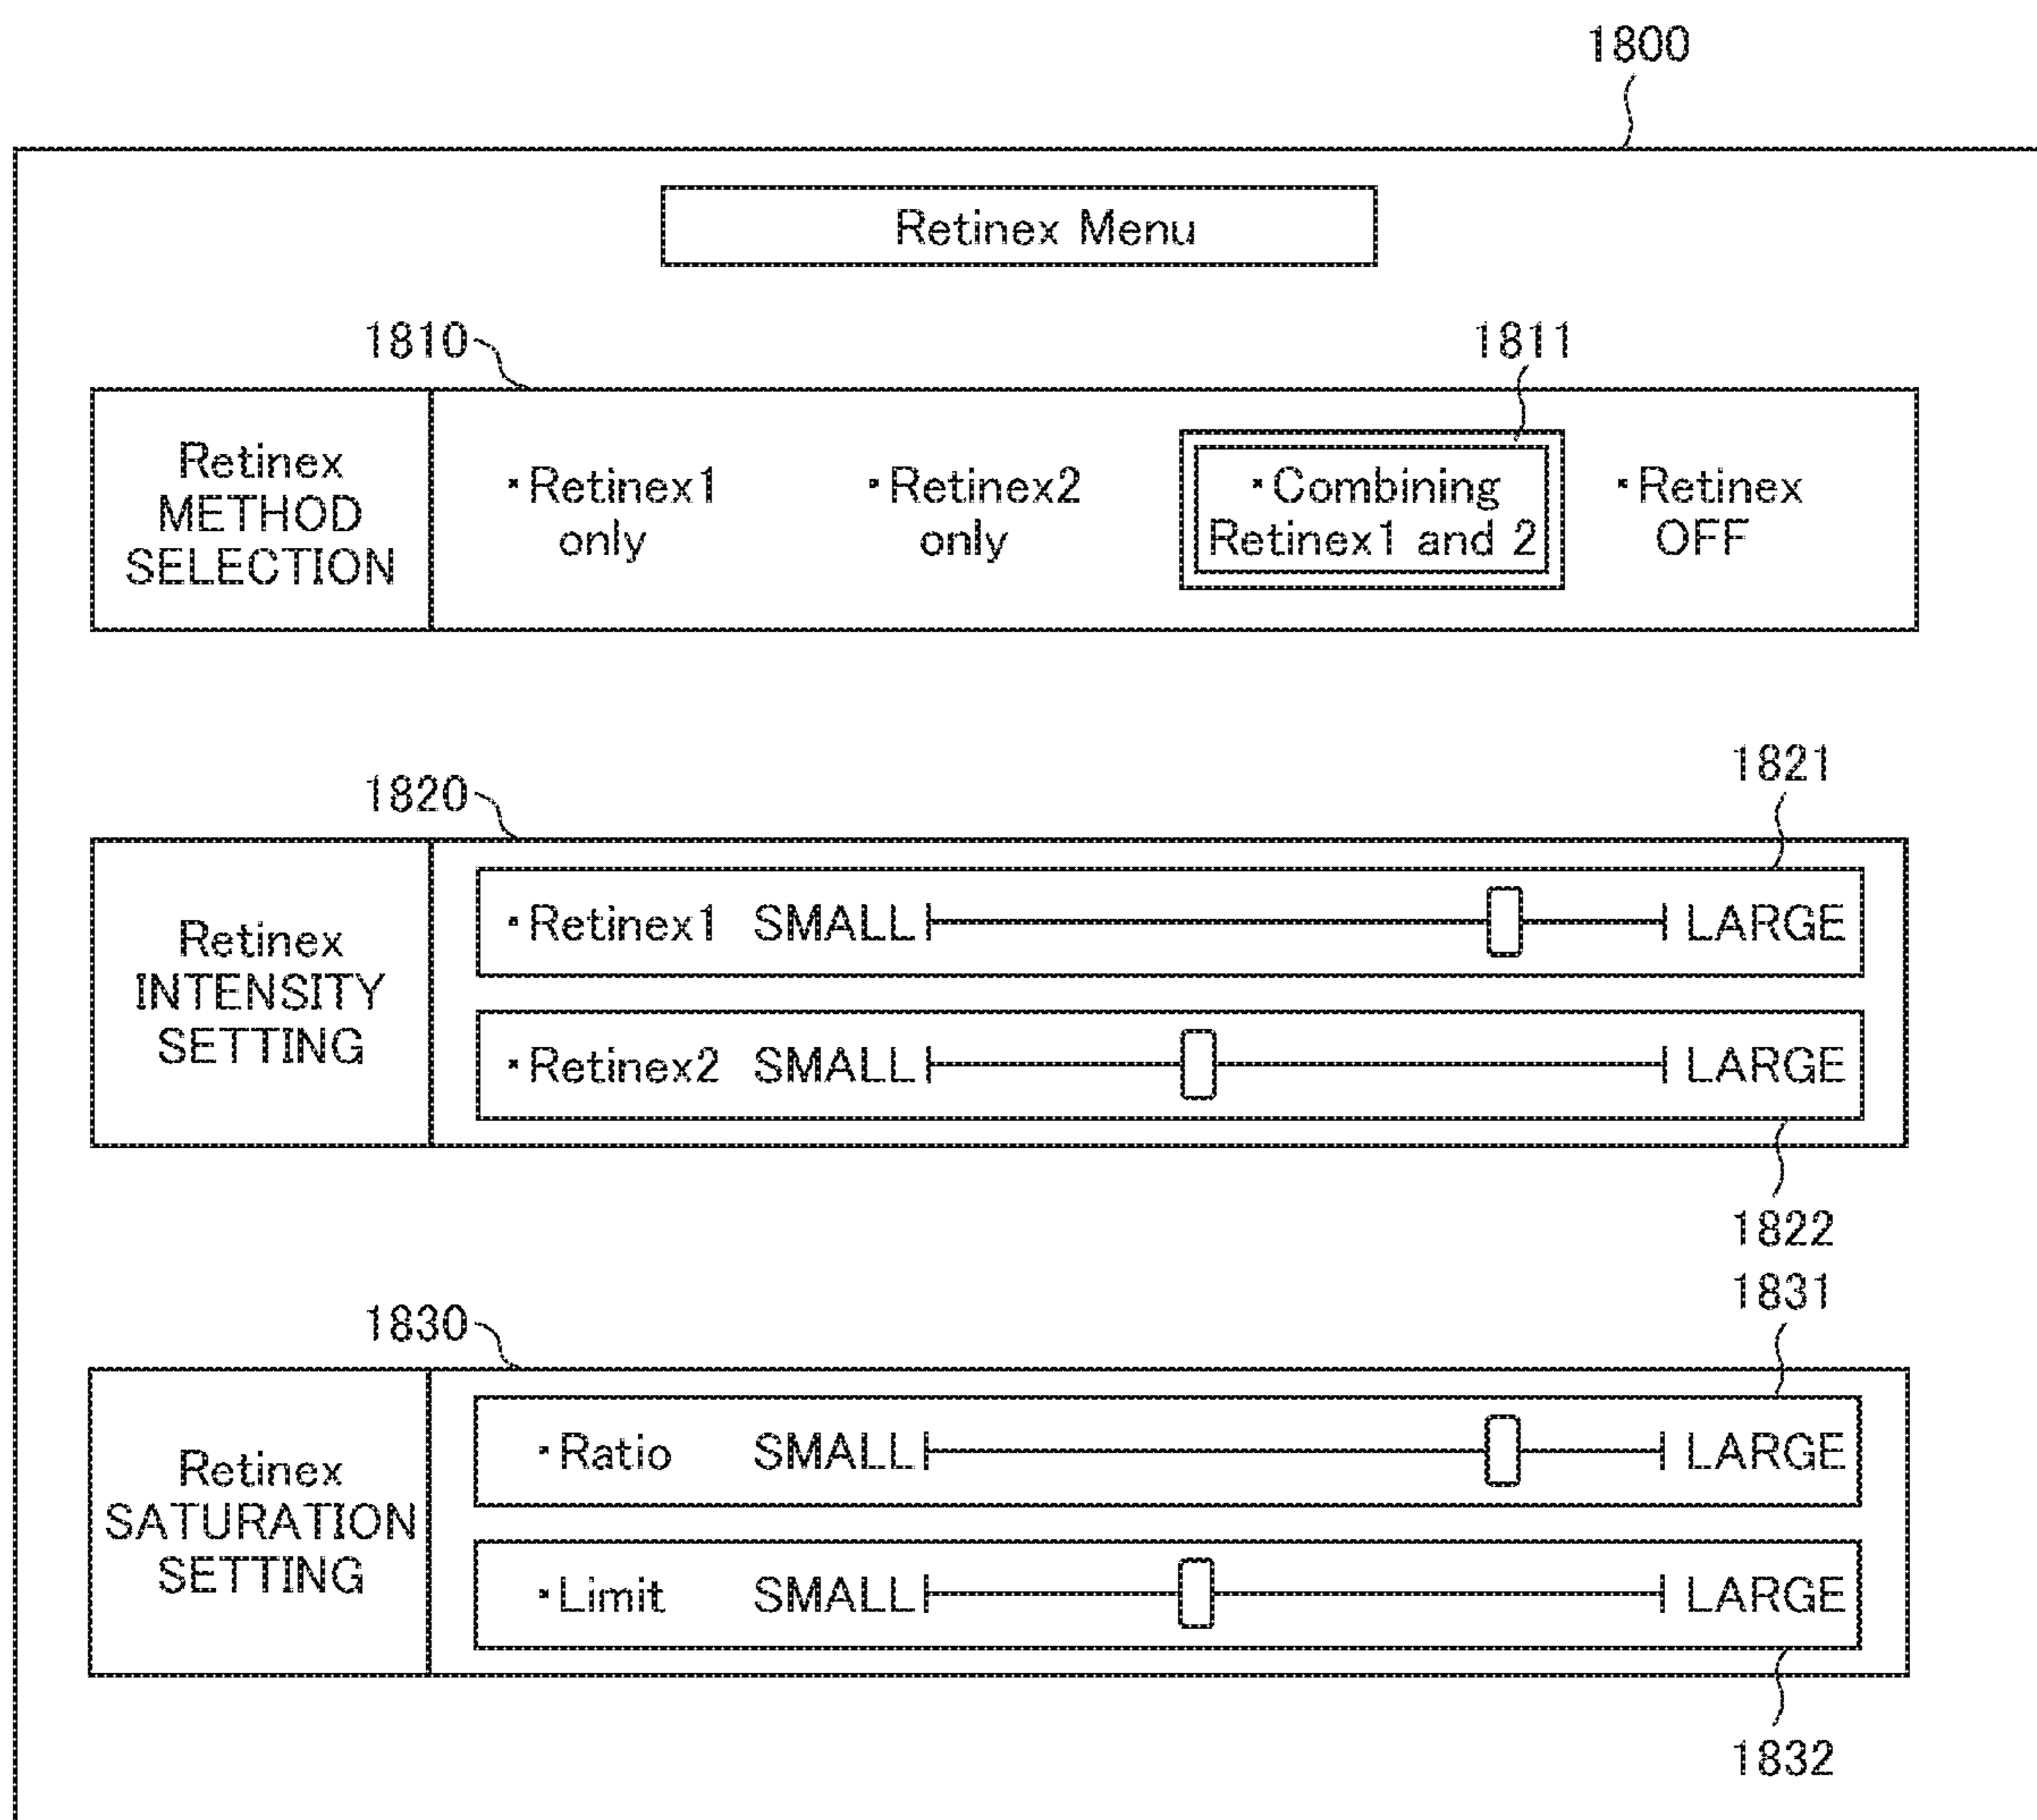 1800
Retinex Menu
1810
1811
Retinex
METHOD
SELECTION
・Retinex1
only
・Retinex2
only
・Combining
Retinex1 and 2
・Retinex
OFF
1820
1821
Retinex
INTENSITY
SETTING
・Retinex1 SMALL LARGE
・Retinex2 SMALL LARGE
1822
1830
1831
Retinex
SATURATION
SETTING
・Ratio SMALL LARGE
・Limit SMALL LARGE
1832